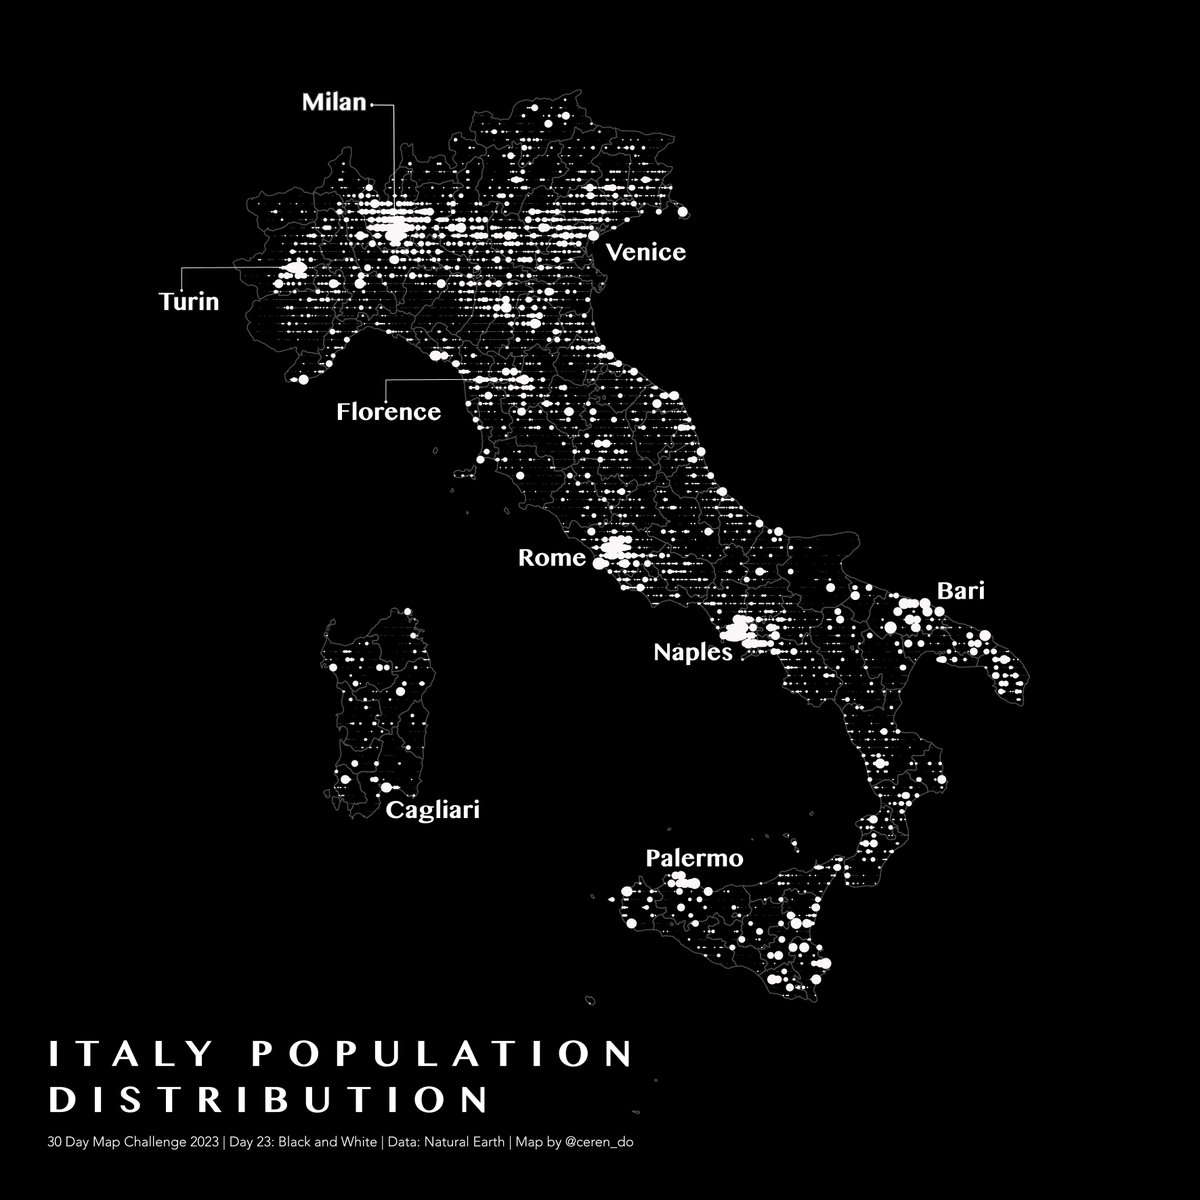 Milan
Venice
Turin
Florence
Rome
Bari
Naples
Cagliari
Palermo
ITALY POPULATION
DISTRIBUTION
30 Day Map Challenge 2023 | Day 23: Black and White | Data: Natural Earth | Map by @ceren_do